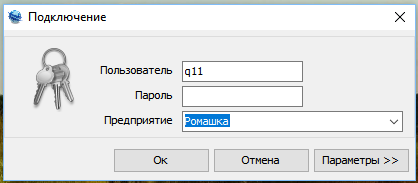 Подключение
Пользователь q11
Пароль
Предприятие Ромашка
Ок Отмена Параметры >>